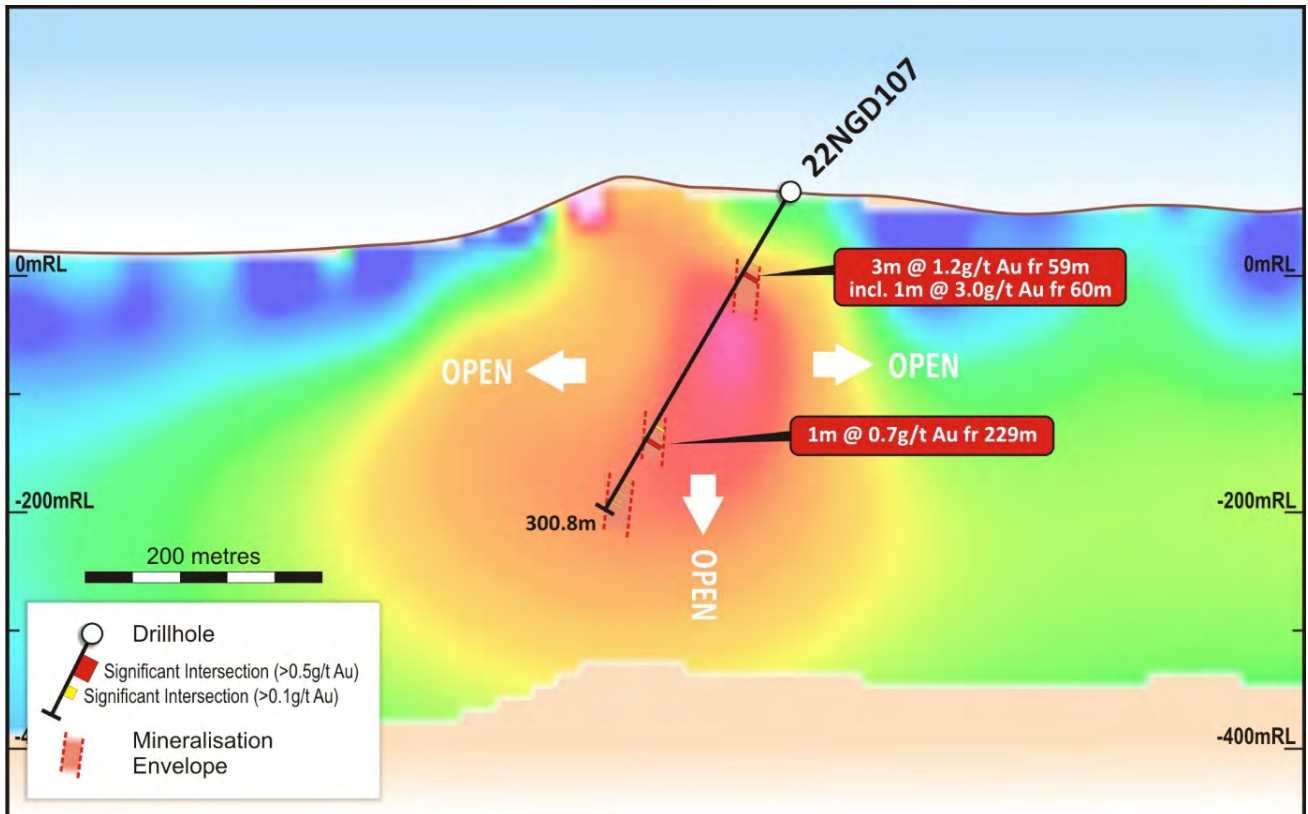 22NGD107
0mRL
0mRL
3m @ 1.2g/t Au fr 59m
incl. 1m @ 3.0g/t Au fr 60m
OPEN
OPEN
1m @ 0.7g/t Au fr 229m
-200mRL
-200mRL
300.8m
OPEN
200 metres
Drillhole
Significant Intersection (>0.5g/t Au)
Significant Intersection (>0.1g/t Au)
Mineralisation
Envelope
-400mRL